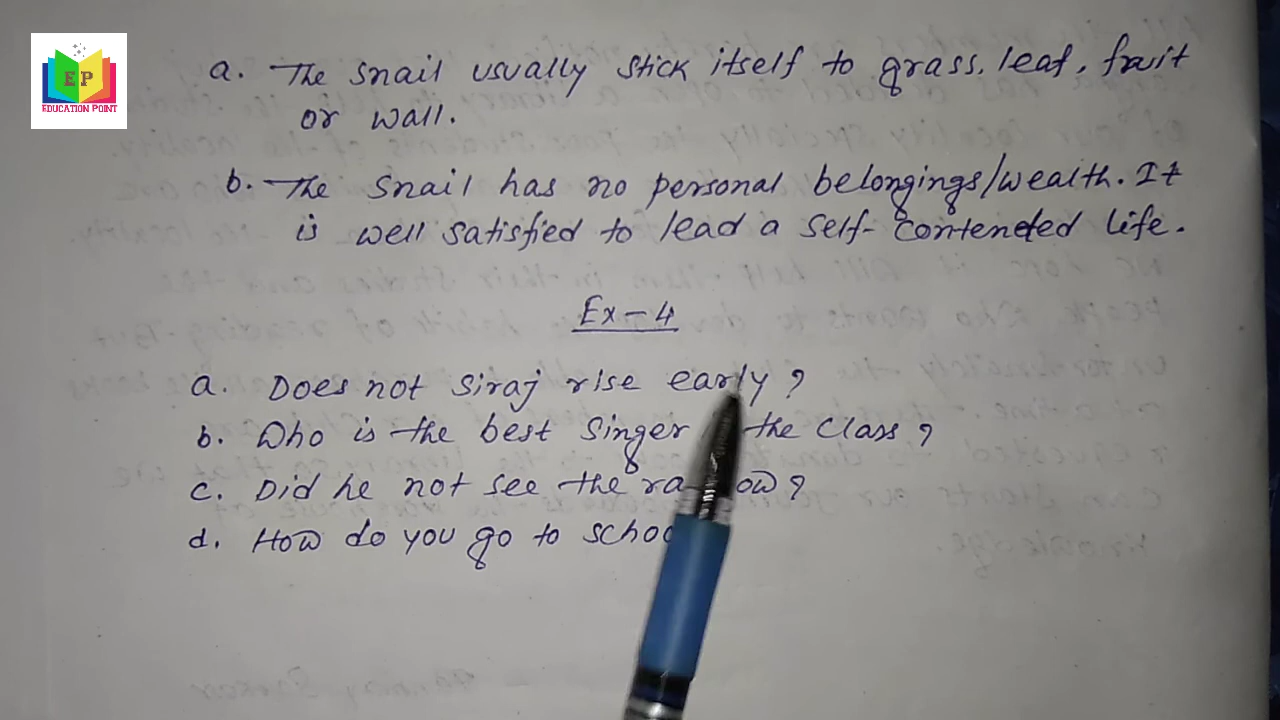 EP
EDUCATION POINT
a. The snail usually stick itself to grass, leaf, fruit
or wall.
b. The snail has no personal belongings/wealth. It
is well satisfied to lead a self-contended life.
Ex-4
a. Does not Siraj rise early?
b. Who is the best singer the class?
c. Did he not see the
d. How do you go to